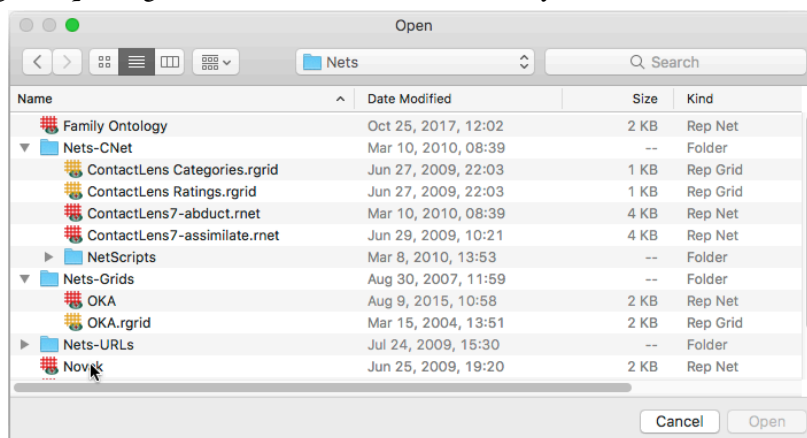 Open
Nets
Search
Name Date Modified Size Kind
Family Ontology Oct 25, 2017, 12:02 2 KB Rep Net
Nets-CNet Mar 10, 2010, 08:39 -- Folder
ContactLens Categories.rgrid Jun 27, 2009, 22:03 1 KB Rep Grid
ContactLens Ratings.rgrid Jun 27, 2009, 22:03 1 KB Rep Grid
ContactLens7-abduct.rnet Mar 10, 2010, 08:39 4 KB Rep Net
ContactLens7-assimilate.rnet Jun 29, 2009, 10:21 4 KB Rep Net
NetScripts Mar 8, 2010, 13:53 -- Folder
Nets-Grids Aug 30, 2007, 11:59 -- Folder
OKA Aug 9, 2015, 10:58 2 KB Rep Net
OKA.rgrid Mar 15, 2004, 13:51 2 KB Rep Grid
Nets-URLs Jul 24, 2009, 15:30 -- Folder
Jun 25, 2009, 19:20 2 KB Rep Net
Cancel Open